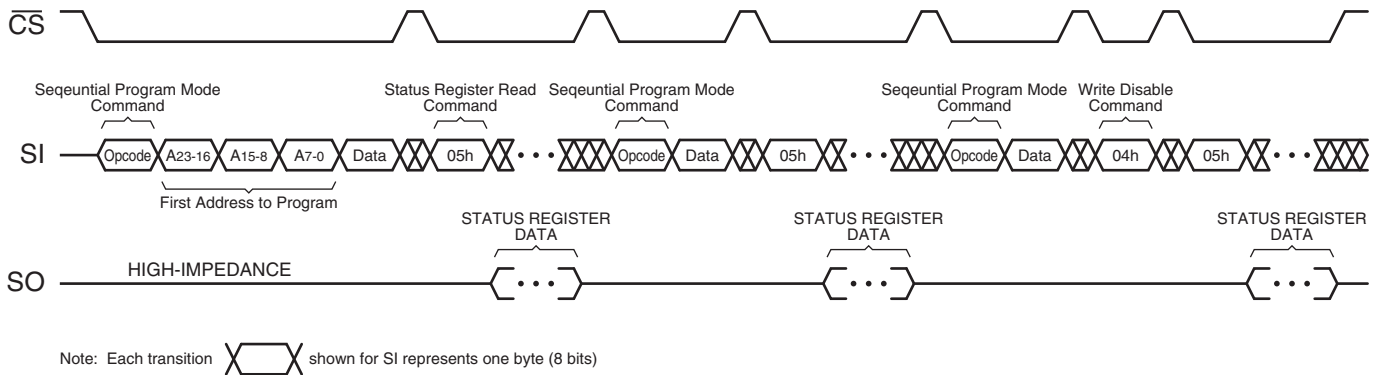 CS
Seqeuntial Program Mode
Command
Status Register Read
Command
Seqeuntial Program Mode
Command
Seqeuntial Program Mode
Command
Write Disable
Command
SI
Opcode A23-16 A15-8 A7-0 Data 05h Opcode Data 05h Opcode Data 04h 05h
First Address to Program
STATUS REGISTER
DATA
STATUS REGISTER
DATA
STATUS REGISTER
DATA
SO
HIGH-IMPEDANCE
Note: Each transition shown for SI represents one byte (8 bits)